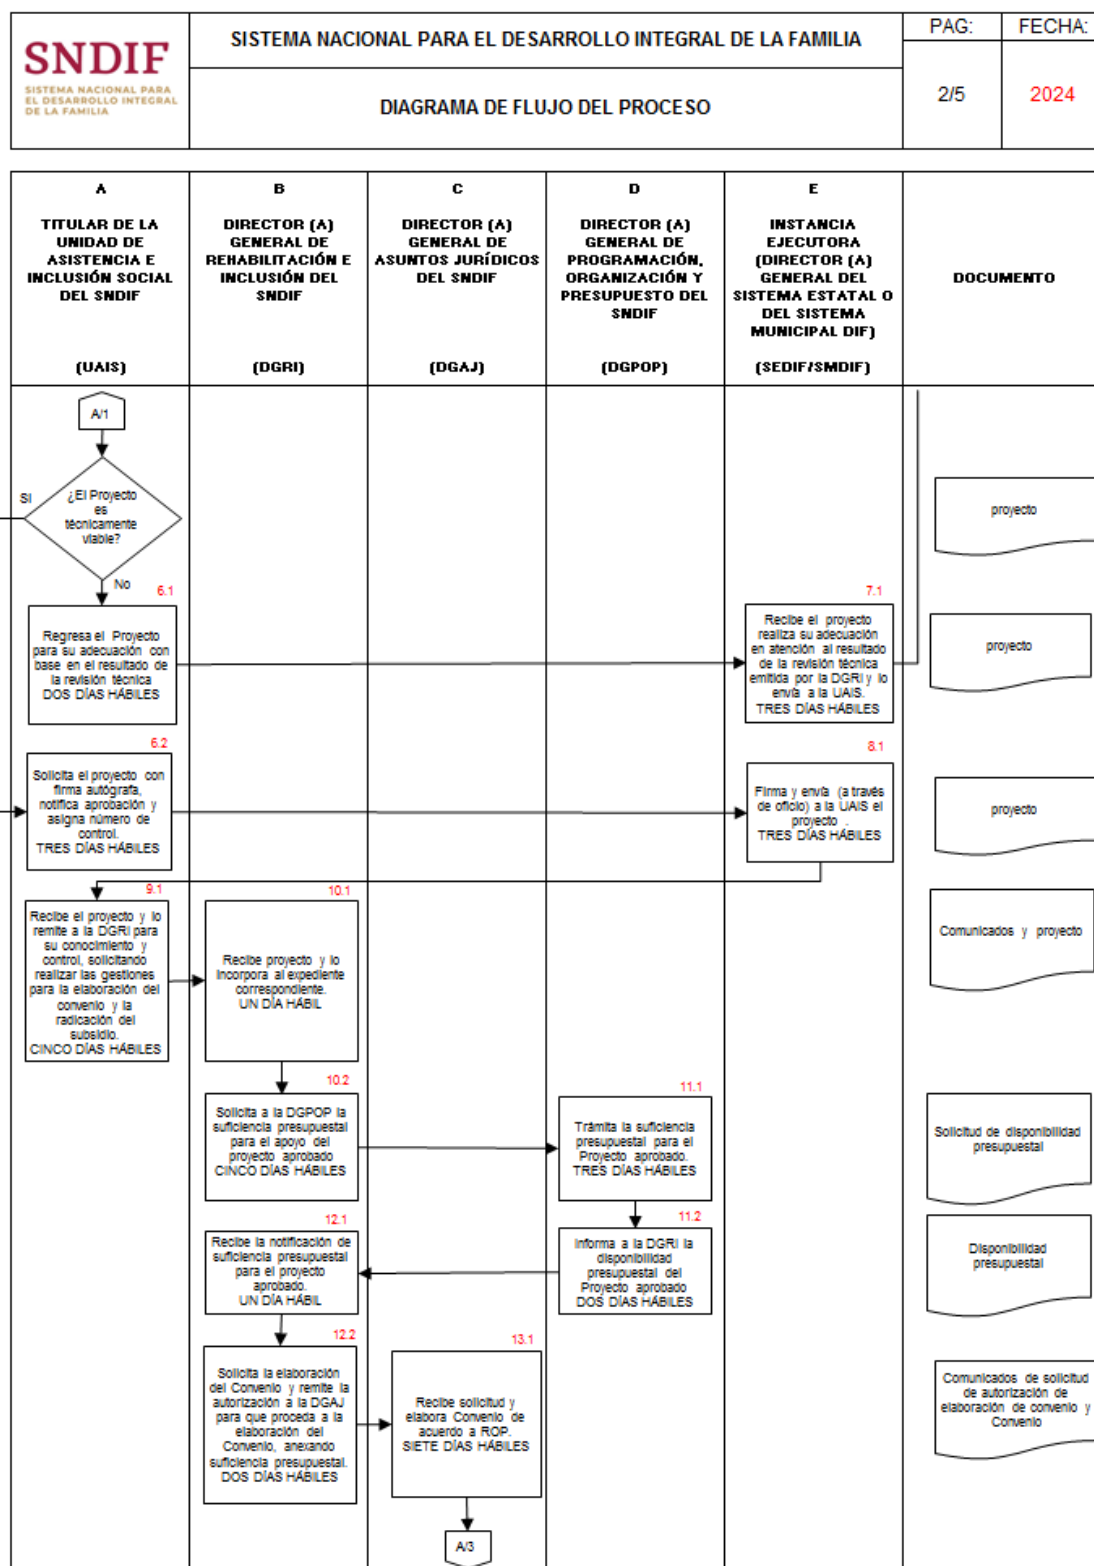 SNDIF
SISTEMA NACIONAL PARA
EL DESARROLLO INTEGRAL
DE LA FAMILIA
SISTEMA NACIONAL PARA EL DESARROLLO INTEGRAL DE LA FAMILIA
DIAGRAMA DE FLUJO DEL PROCESO
PAG:
FECHA:
2/5
2024
A
TITULAR DE LA
UNIDAD DE
ASISTENCIA E
INCLUSIÓN SOCIAL
DEL SNDIF
(UAIS)
B
DIRECTOR (A)
GENERAL DE
REHABILITACIÓN E
INCLUSIÓN DEL
SNDIF
(DGRI)
C
DIRECTOR (A)
GENERAL DE
ASUNTOS JURÍDICOS
DEL SNDIF
(DGAJ)
D
DIRECTOR (A)
GENERAL DE
PROGRAMACIÓN,
ORGANIZACIÓN Y
PRESUPUESTO DEL
SNDIF
(DGPOP)
E
INSTANCIA
EJECUTORA
(DIRECTOR (A)
GENERAL DEL
SISTEMA ESTATAL O
DEL SISTEMA
MUNICIPAL DIF)
(SEDIF/SMDIF)
DOCUMENTO
A/1
SI
¿El Proyecto
es
técnicamente
viable?
No
proyecto
6.1
Regresa el Proyecto
para su adecuación con
base en el resultado de
la revisión técnica
DOS DÍAS HÁBILES
7.1
Recibe el proyecto
realiza su adecuación
en atención al resultado
de la revisión técnica
emitida por la DGRI y lo
envía a la UAIS.
TRES DÍAS HÁBILES
proyecto
6.2
Solicita el proyecto con
firma autógrafa,
notifica aprobación y
asigna número de
control.
TRES DÍAS HÁBILES
8.1
Firma y envía (a través
de oficio) a la UAIS el
proyecto .
TRES DÍAS HÁBILES
proyecto
9.1
Recibe el proyecto y lo
remite a la DGRI para
su conocimiento y
control, solicitando
realizar las gestiones
para la elaboración del
convenio y la
radicación del
subsidio.
CINCO DÍAS HÁBILES
10.1
Recibe proyecto y lo
incorpora al expediente
correspondiente.
UN DÍA HÁBIL
Comunicados y proyecto
10.2
Solicita a la DGPOP la
suficiencia presupuestal
para el apoyo del
proyecto aprobado
CINCO DÍAS HÁBILES
11.1
Trámita la suficiencia
presupuestal para el
Proyecto aprobado.
TRES DÍAS HÁBILES
Solicitud de disponibilidad
presupuestal
12.1
Recibe la notificación de
suficiencia presupuestal
para el proyecto
aprobado.
UN DÍA HÁBIL
11.2
Informa a la DGRI la
disponibilidad
presupuestal del
Proyecto aprobado
DOS DÍAS HÁBILES
Disponibilidad
presupuestal
12.2
Solicita la elaboración
del Convenio y remite la
autorización a la DGAJ
para que proceda a la
elaboración del
Convenio, anexando
suficiencia presupuestal.
DOS DÍAS HÁBILES
13.1
Recibe solicitud y
elabora Convenio de
acuerdo a ROP.
SIETE DÍAS HÁBILES
Comunicados de solicitud
de autorización de
elaboración de convenio y
Convenio
A/3